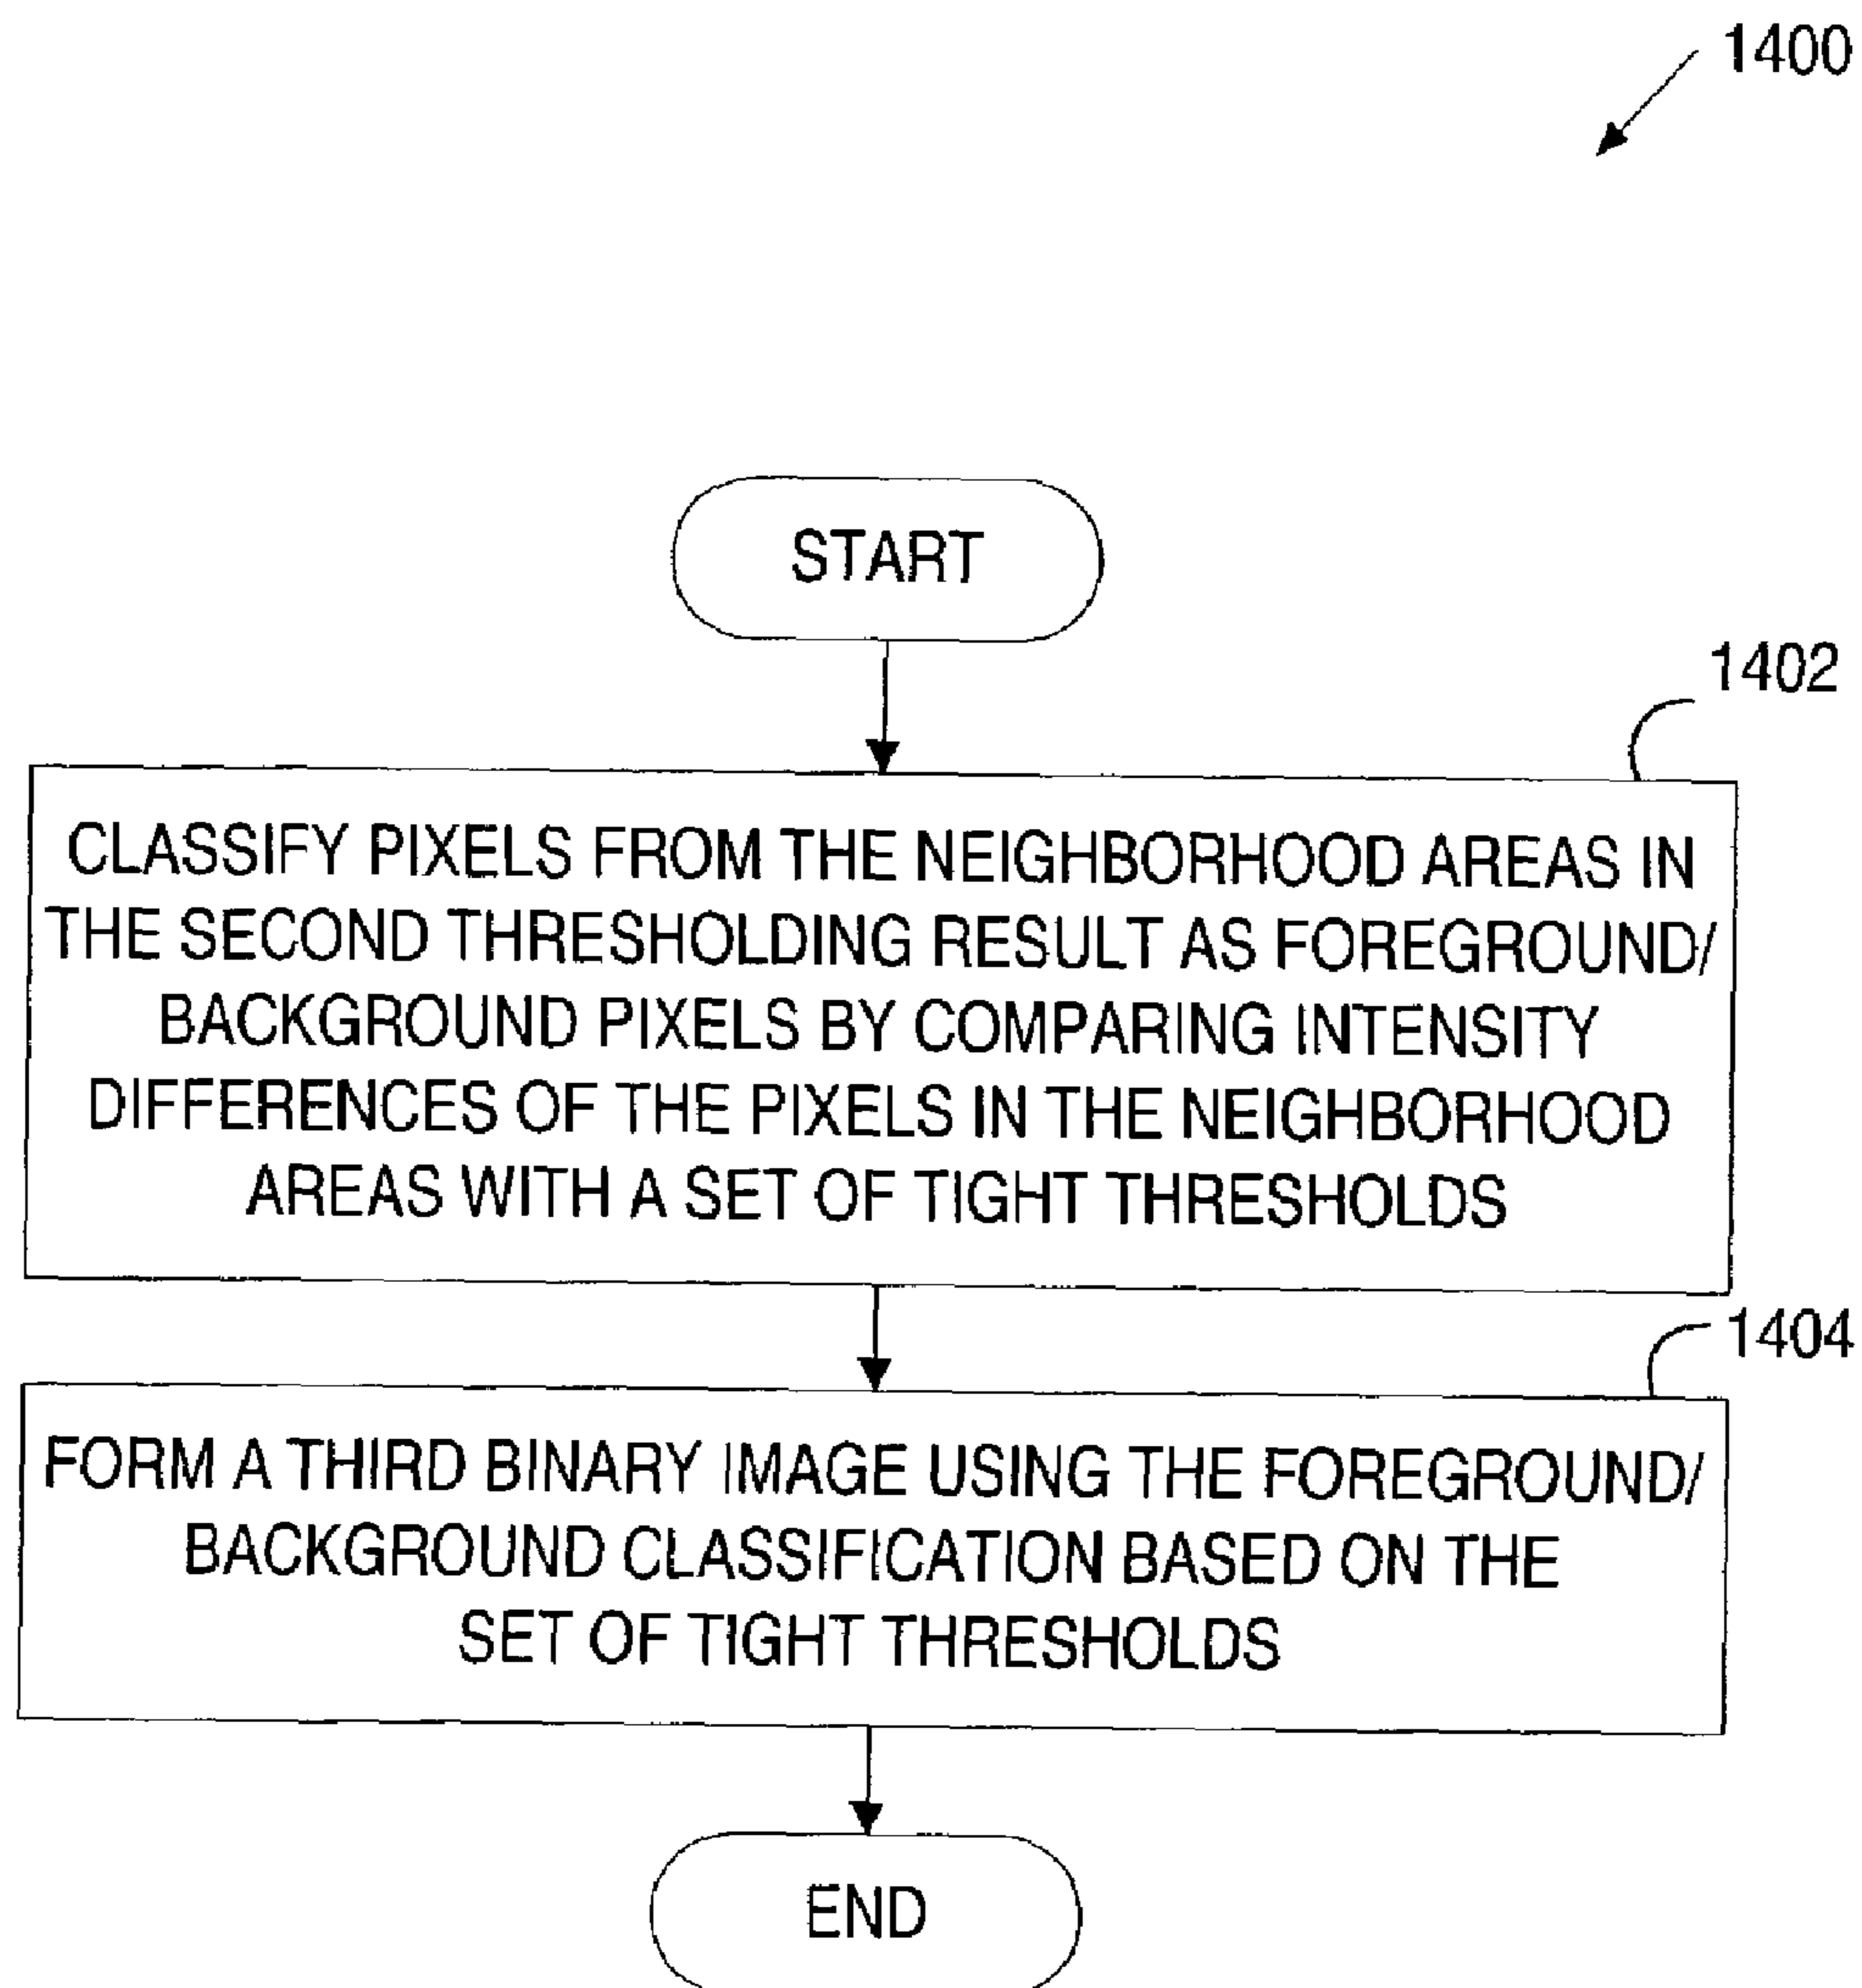 1400
START
1402
CLASSIFY PIXELS FROM THE NEIGHBORHOOD AREAS IN
THE SECOND THRESHOLDING RESULT AS FOREGROUND/
BACKGROUND PIXELS BY COMPARING INTENSITY
DIFFERENCES OF THE PIXELS IN THE NEIGHBORHOOD
AREAS WITH A SET OF TIGHT THRESHOLDS
1404
FORM A THIRD BINARY IMAGE USING THE FOREGROUND/
BACKGROUND CLASSIFICATION BASED ON THE
SET OF TIGHT THRESHOLDS
END